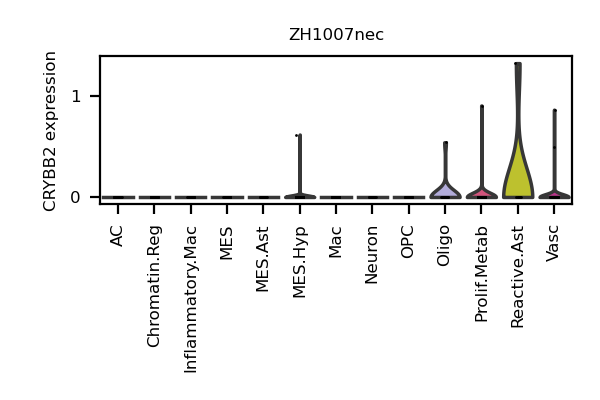 ZH1007nec
CRYBB2 expression
1
0
AC
Chromatin.Reg
Inflammatory.Mac
MES
MES.Ast
MES.Hyp
Mac
Neuron
OPC
Oligo
Prolif.Metab
Reactive.Ast
Vasc